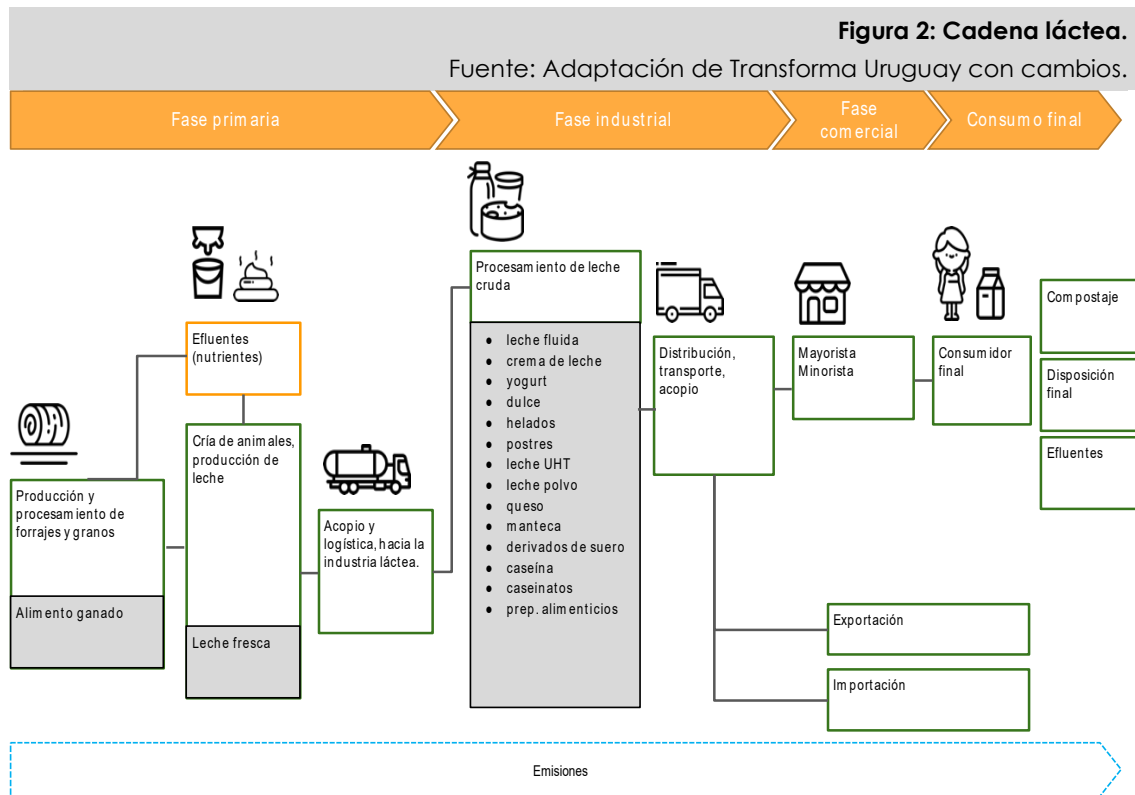 Figura 2: Cadena láctea.
Fuente: Adaptación de Transforma Uruguay con cambios.
Fase primaria
Fase industrial
Fase
comercial
Consumo final
Efluentes
(nutrientes)
Producción y
procesamiento de
forrajes y granos
Alimento ganado
Cría de animales,
producción de
leche
Leche fresca
Acopio y
logística, hacia la
industria láctea.
Procesamiento de leche
cruda
● leche fluida
● crema de leche
● yogurt
● dulce
● helados
● postres
● leche UHT
● leche polvo
● queso
● manteca
● derivados de suero
● caseína
● caseinatos
● prep. alimenticios
Distribución,
transporte,
acopio
Mayorista
Minorista
Consumidor
final
Compostaje
Disposición
final
Efluentes
Exportación
Importación
Emisiones